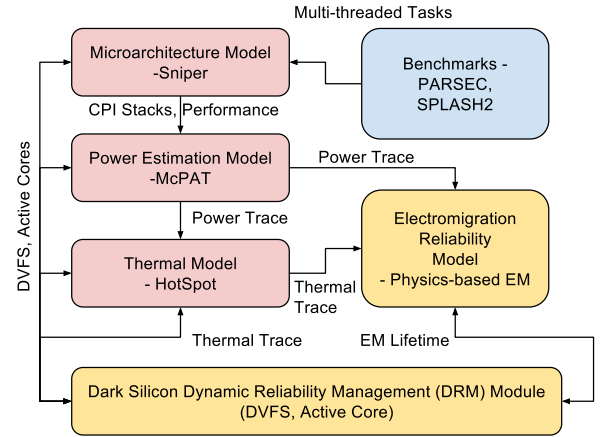 Multi-threaded Tasks
Microarchitecture Model
-Sniper
Benchmarks -
PARSEC,
SPLASH2
CPI Stacks, Performance
Power Estimation Model
-McPAT
Power Trace
DVFS, Active Cores
Power Trace
Electromigration
Reliability
Model
- Physics-based EM
Thermal Model
- HotSpot
Thermal
Trace
Thermal Trace
EM Lifetime
Dark Silicon Dynamic Reliability Management (DRM) Module
(DVFS, Active Core)